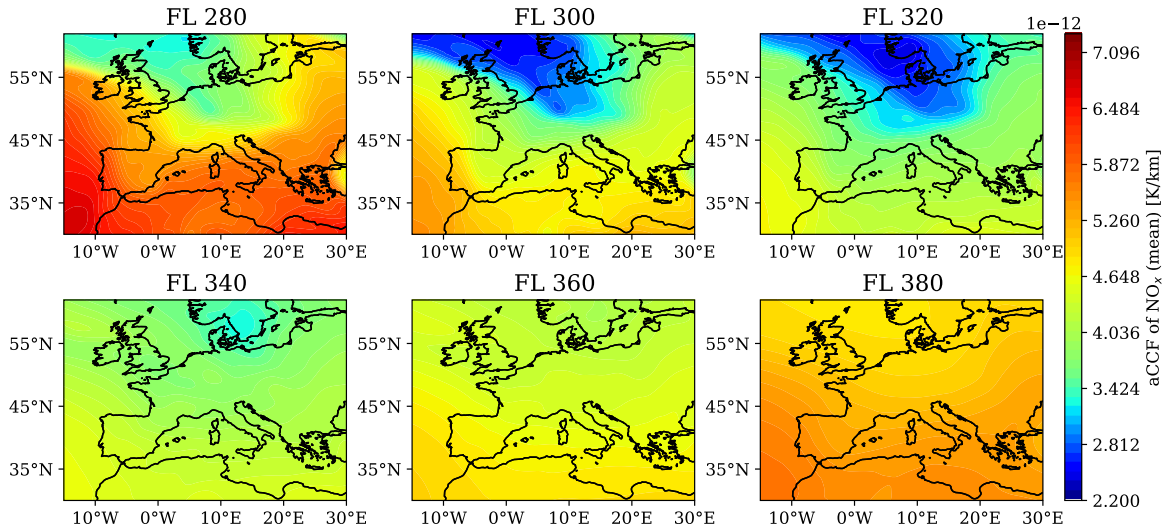 FL 280
FL 300
FL 320
1e−12
55°N
45°N
35°N
10°W 0°W 10°E 20°E 30°E
55°N
45°N
35°N
10°W 0°W 10°E 20°E 30°E
55°N
45°N
35°N
10°W 0°W 10°E 20°E 30°E
FL 340
FL 360
FL 380
55°N
45°N
35°N
10°W 0°W 10°E 20°E 30°E
55°N
45°N
35°N
10°W 0°W 10°E 20°E 30°E
55°N
45°N
35°N
10°W 0°W 10°E 20°E 30°E
7.096
6.484
5.872
5.260
4.648
4.036
3.424
2.812
2.200
aCCF of NOₓ (mean) [K/km]